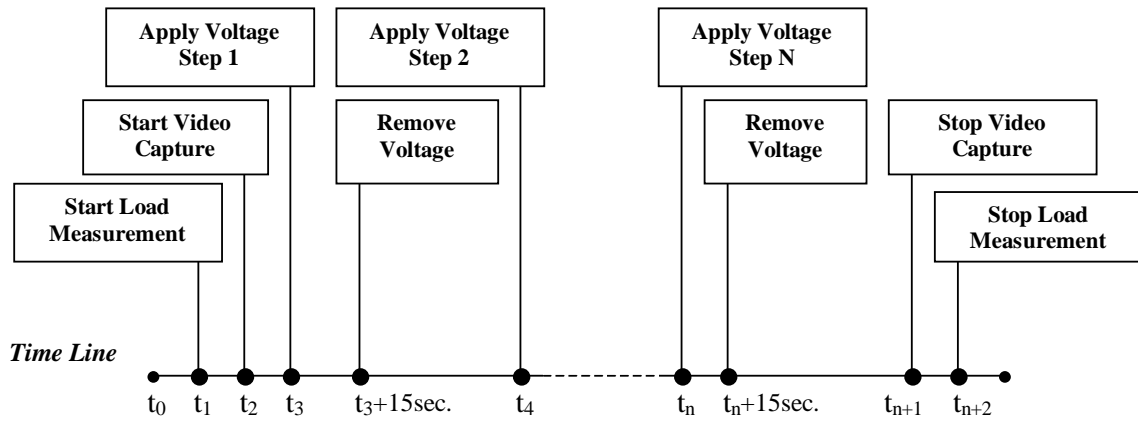 Apply Voltage
Step 1
Apply Voltage
Step 2
Apply Voltage
Step N
Start Video
Capture
Remove
Voltage
Remove
Voltage
Stop Video
Capture
Start Load
Measurement
Stop Load
Measurement
Time Line
t0 t1 t2 t3 t3+15sec. t4 tn tn+15sec. tn+1 tn+2